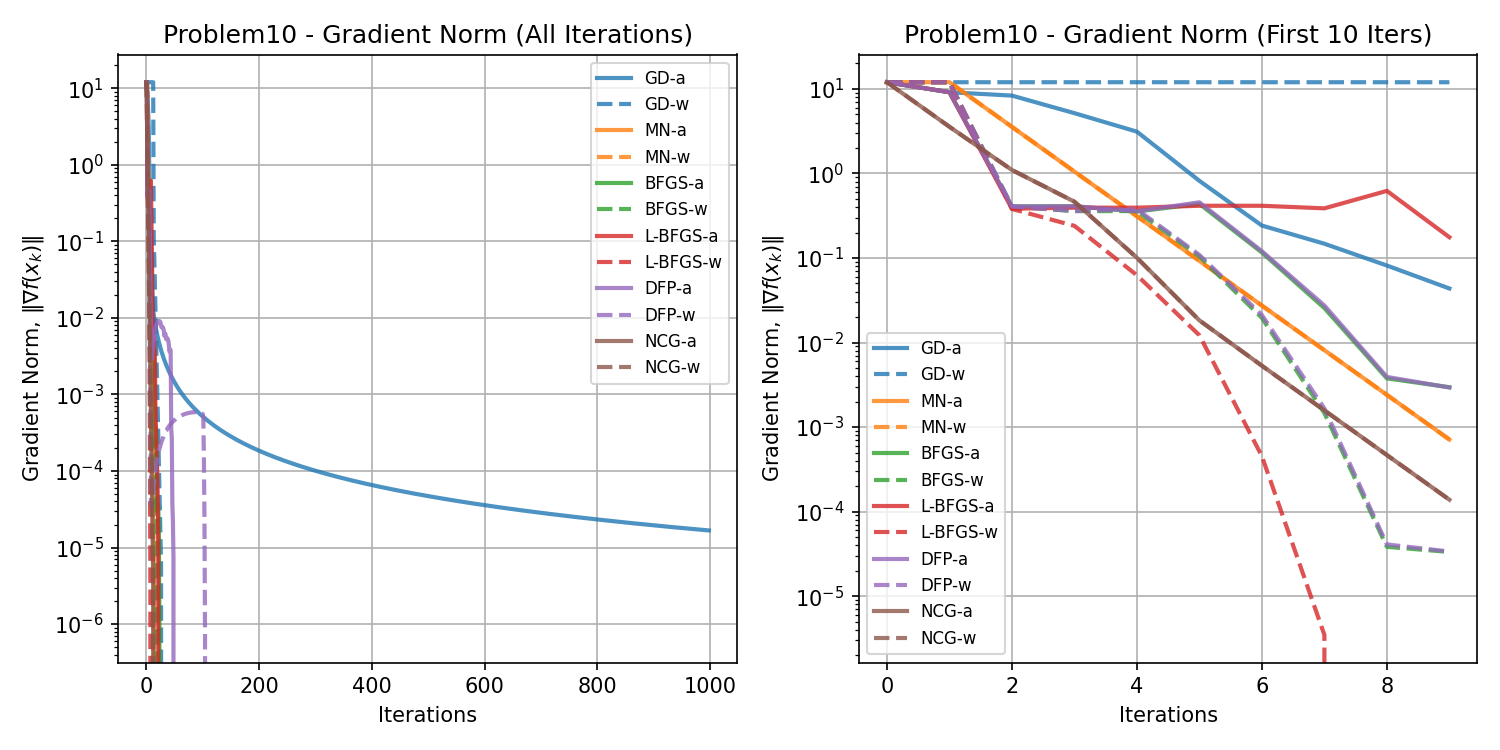 Problem10 - Gradient Norm (All Iterations)
Gradient Norm, ‖∇f(x_k)‖
10^1
10^0
10^-1
10^-2
10^-3
10^-4
10^-5
10^-6
GD-a
GD-w
MN-a
MN-w
BFGS-a
BFGS-w
L-BFGS-a
L-BFGS-w
DFP-a
DFP-w
NCG-a
NCG-w
0 200 400 600 800 1000
Iterations
Problem10 - Gradient Norm (First 10 Iters)
Gradient Norm, ‖∇f(x_k)‖
10^1
10^0
10^-1
10^-2
10^-3
10^-4
10^-5
GD-a
GD-w
MN-a
MN-w
BFGS-a
BFGS-w
L-BFGS-a
L-BFGS-w
DFP-a
DFP-w
NCG-a
NCG-w
0 2 4 6 8
Iterations